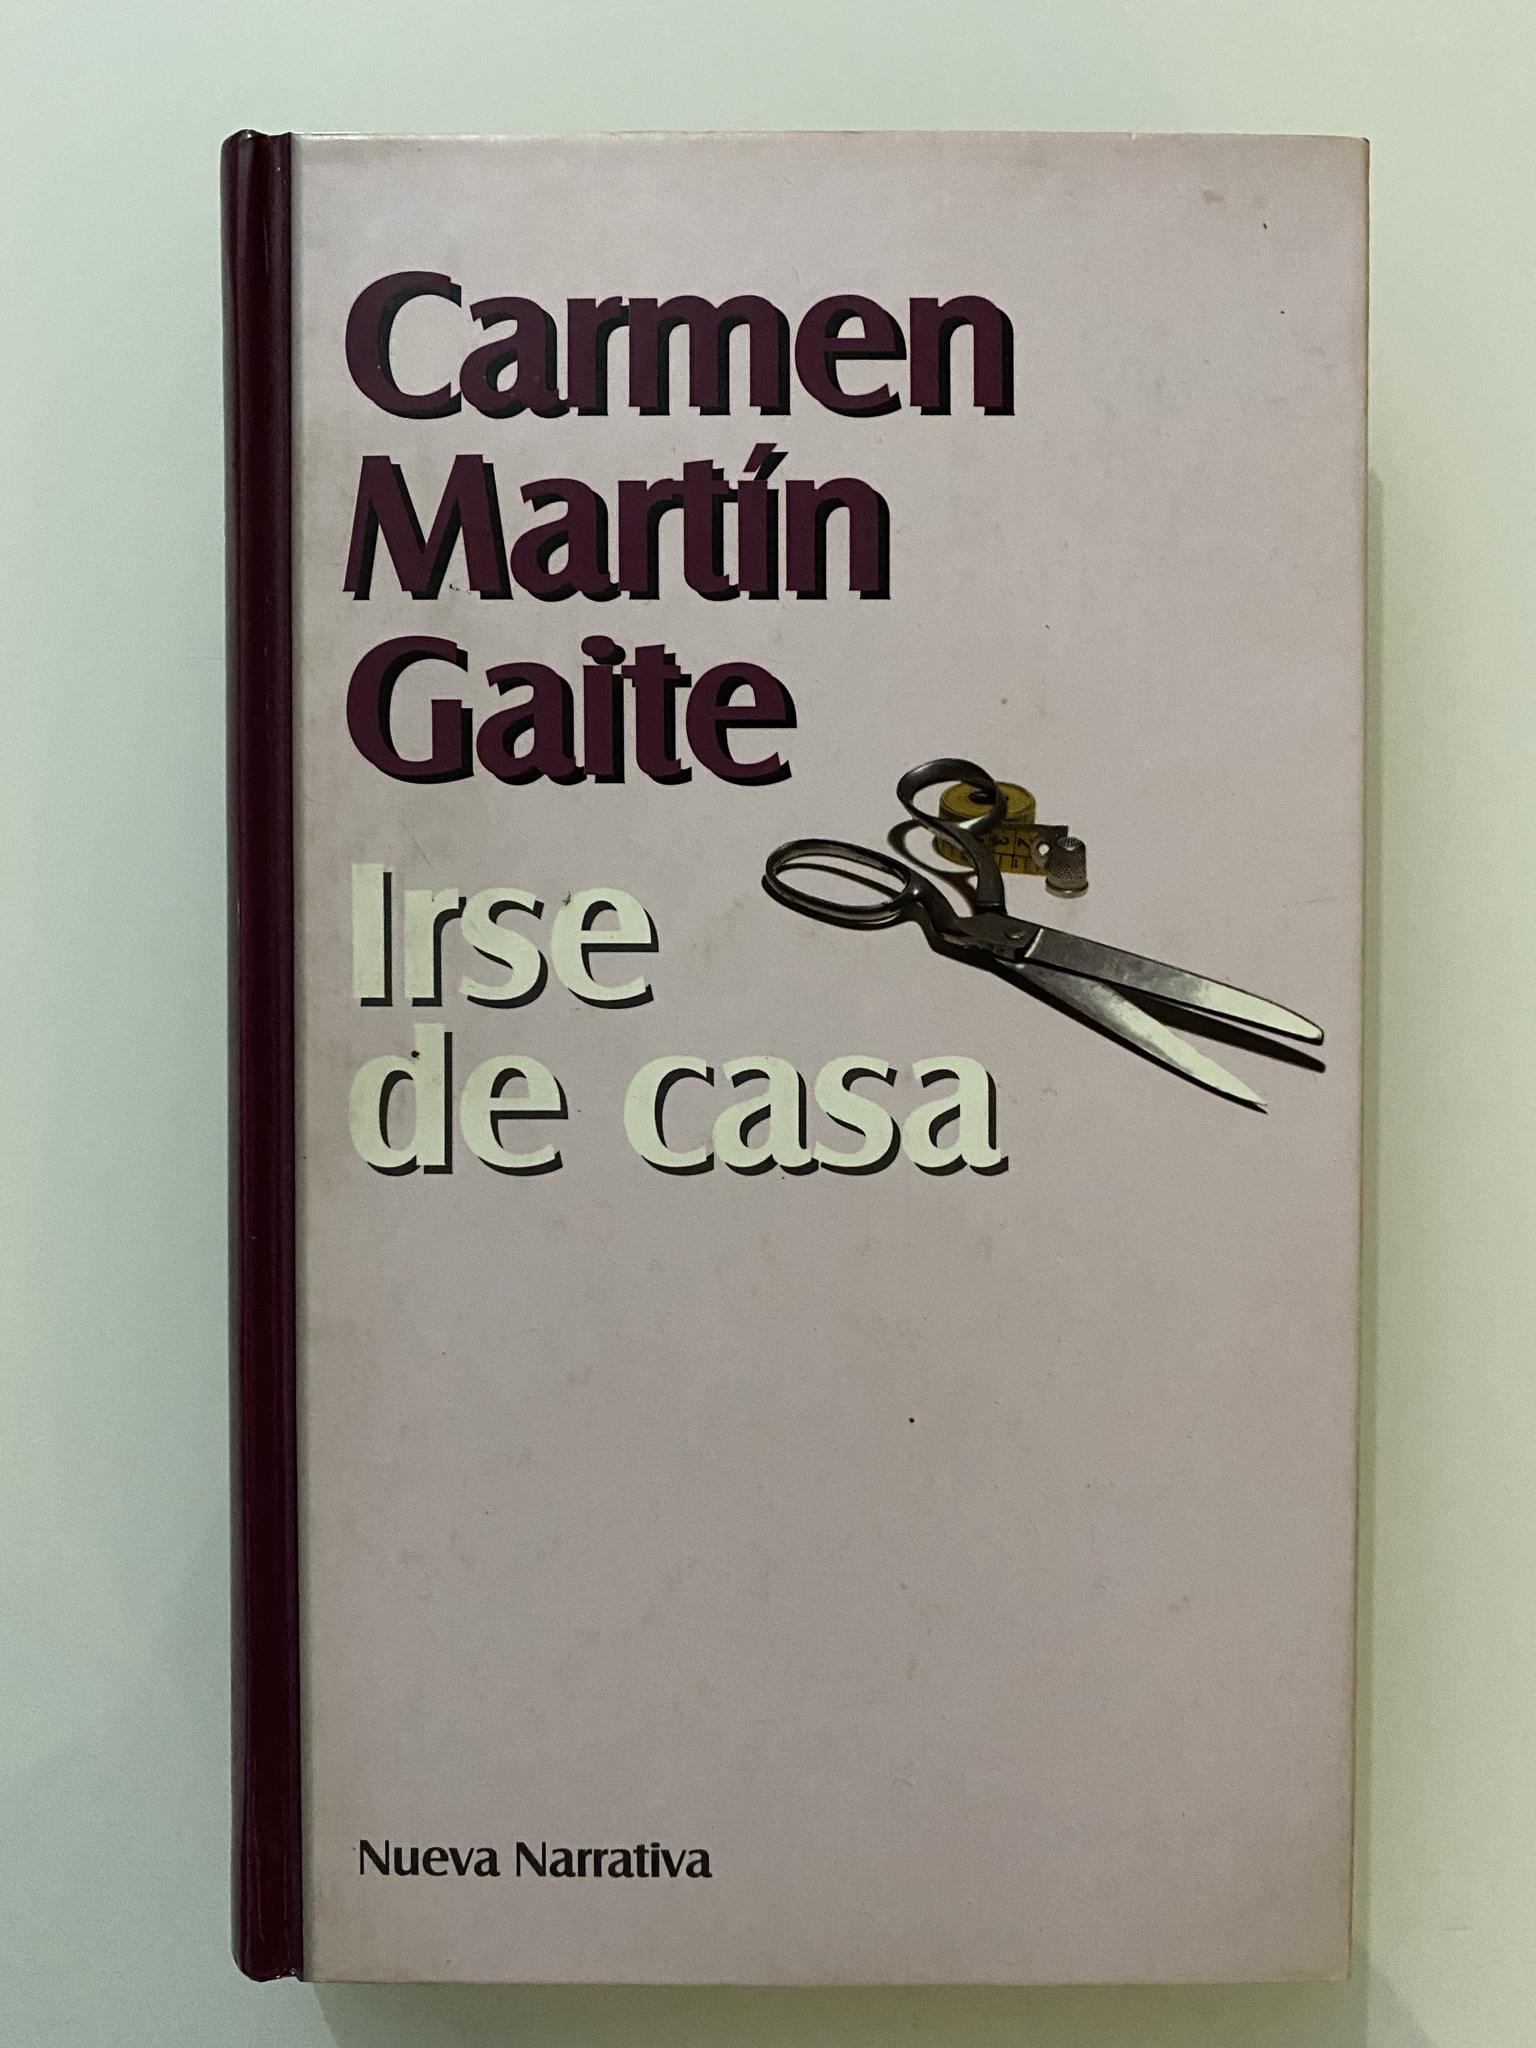 Carmen
Martín
Gaite
Irse
de casa
Nueva Narrativa